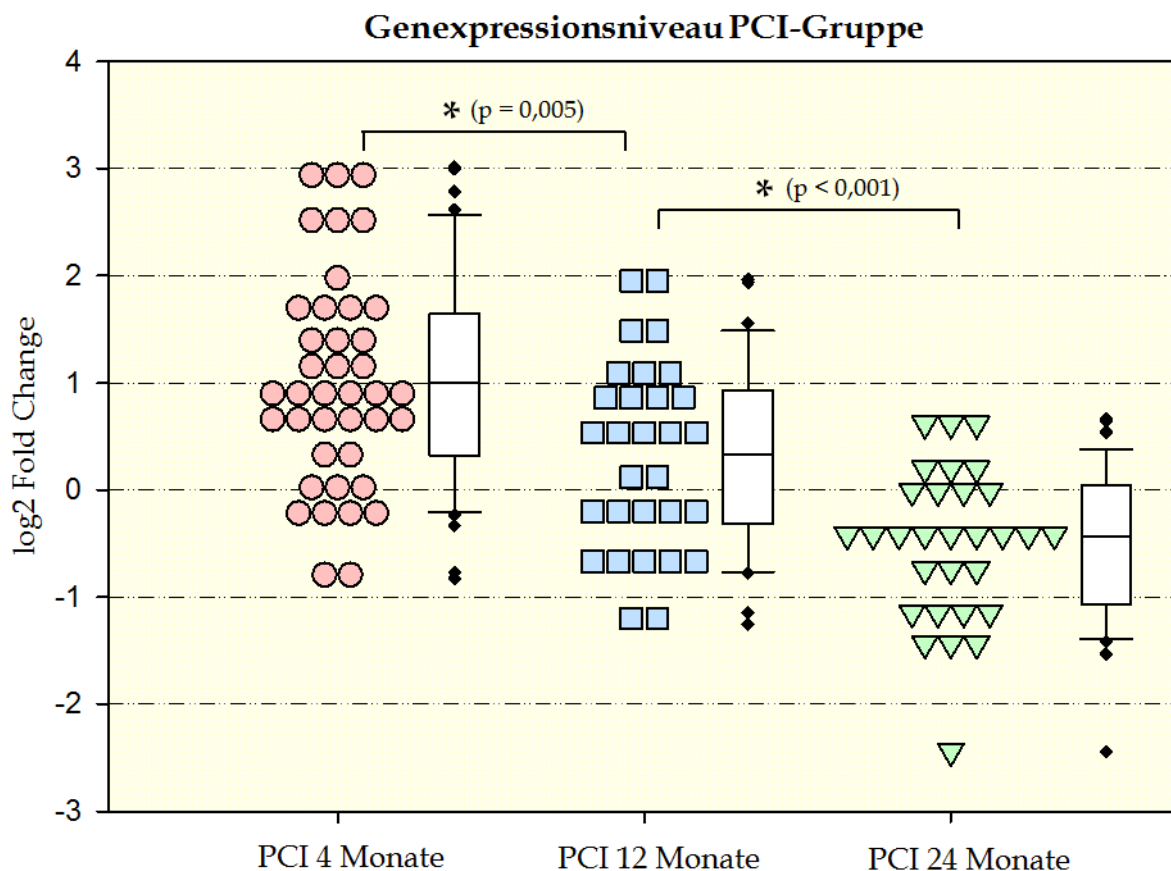 Genexpressionsniveau PCI-Gruppe
4
* (p = 0,005)
3
* (p < 0,001)
2
1
0
-1
-2
-3
log2 Fold Change
PCI 4 Monate
PCI 12 Monate
PCI 24 Monate